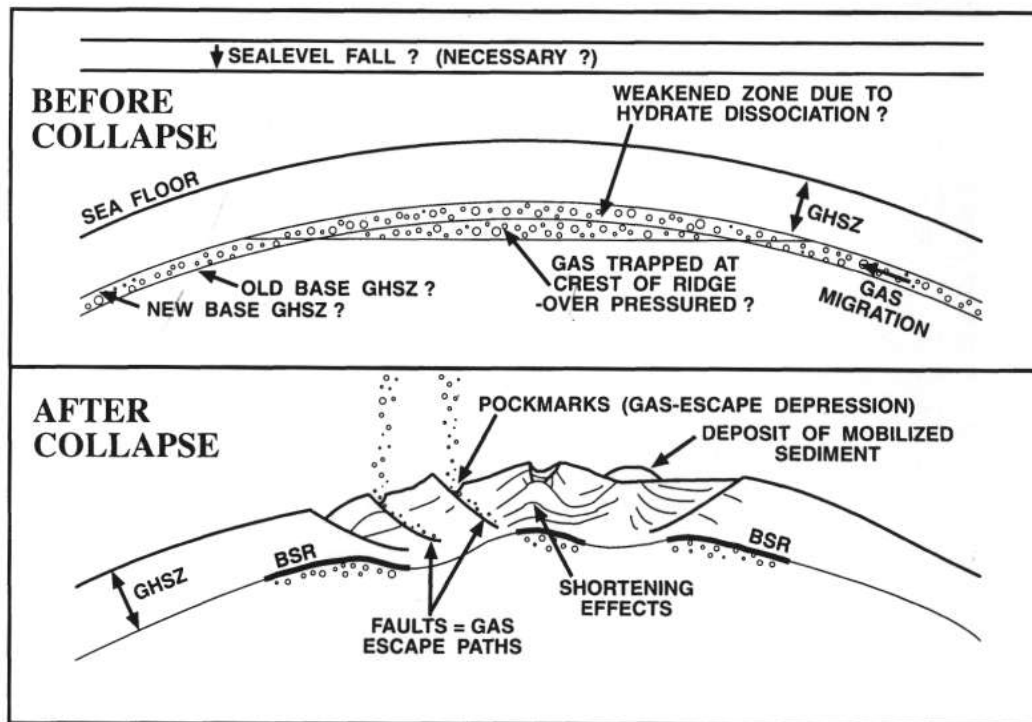 SEALEVEL FALL ? (NECESSARY ?)
BEFORE
COLLAPSE
WEAKENED ZONE DUE TO
HYDRATE DISSOCIATION ?
SEA FLOOR
GHSZ
OLD BASE GHSZ ?
NEW BASE GHSZ ?
GAS TRAPPED AT
CREST OF RIDGE
-OVER PRESSURED ?
GAS
MIGRATION
AFTER
COLLAPSE
POCKMARKS (GAS-ESCAPE DEPRESSION)
DEPOSIT OF MOBILIZED
SEDIMENT
GHSZ
BSR
BSR
SHORTENING
EFFECTS
FAULTS = GAS
ESCAPE PATHS